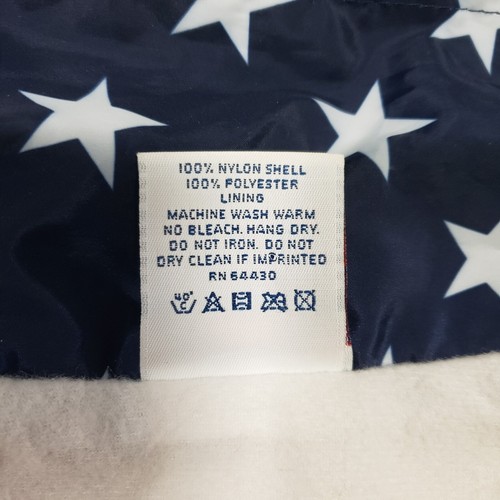 100% NYLON SHELL
100% POLYESTER
LINING
MACHINE WASH WARM
NO BLEACH. HANG DRY.
DO NOT IRON. DO NOT
DRY CLEAN IF IMPRINTED
RN 64430
40°
C